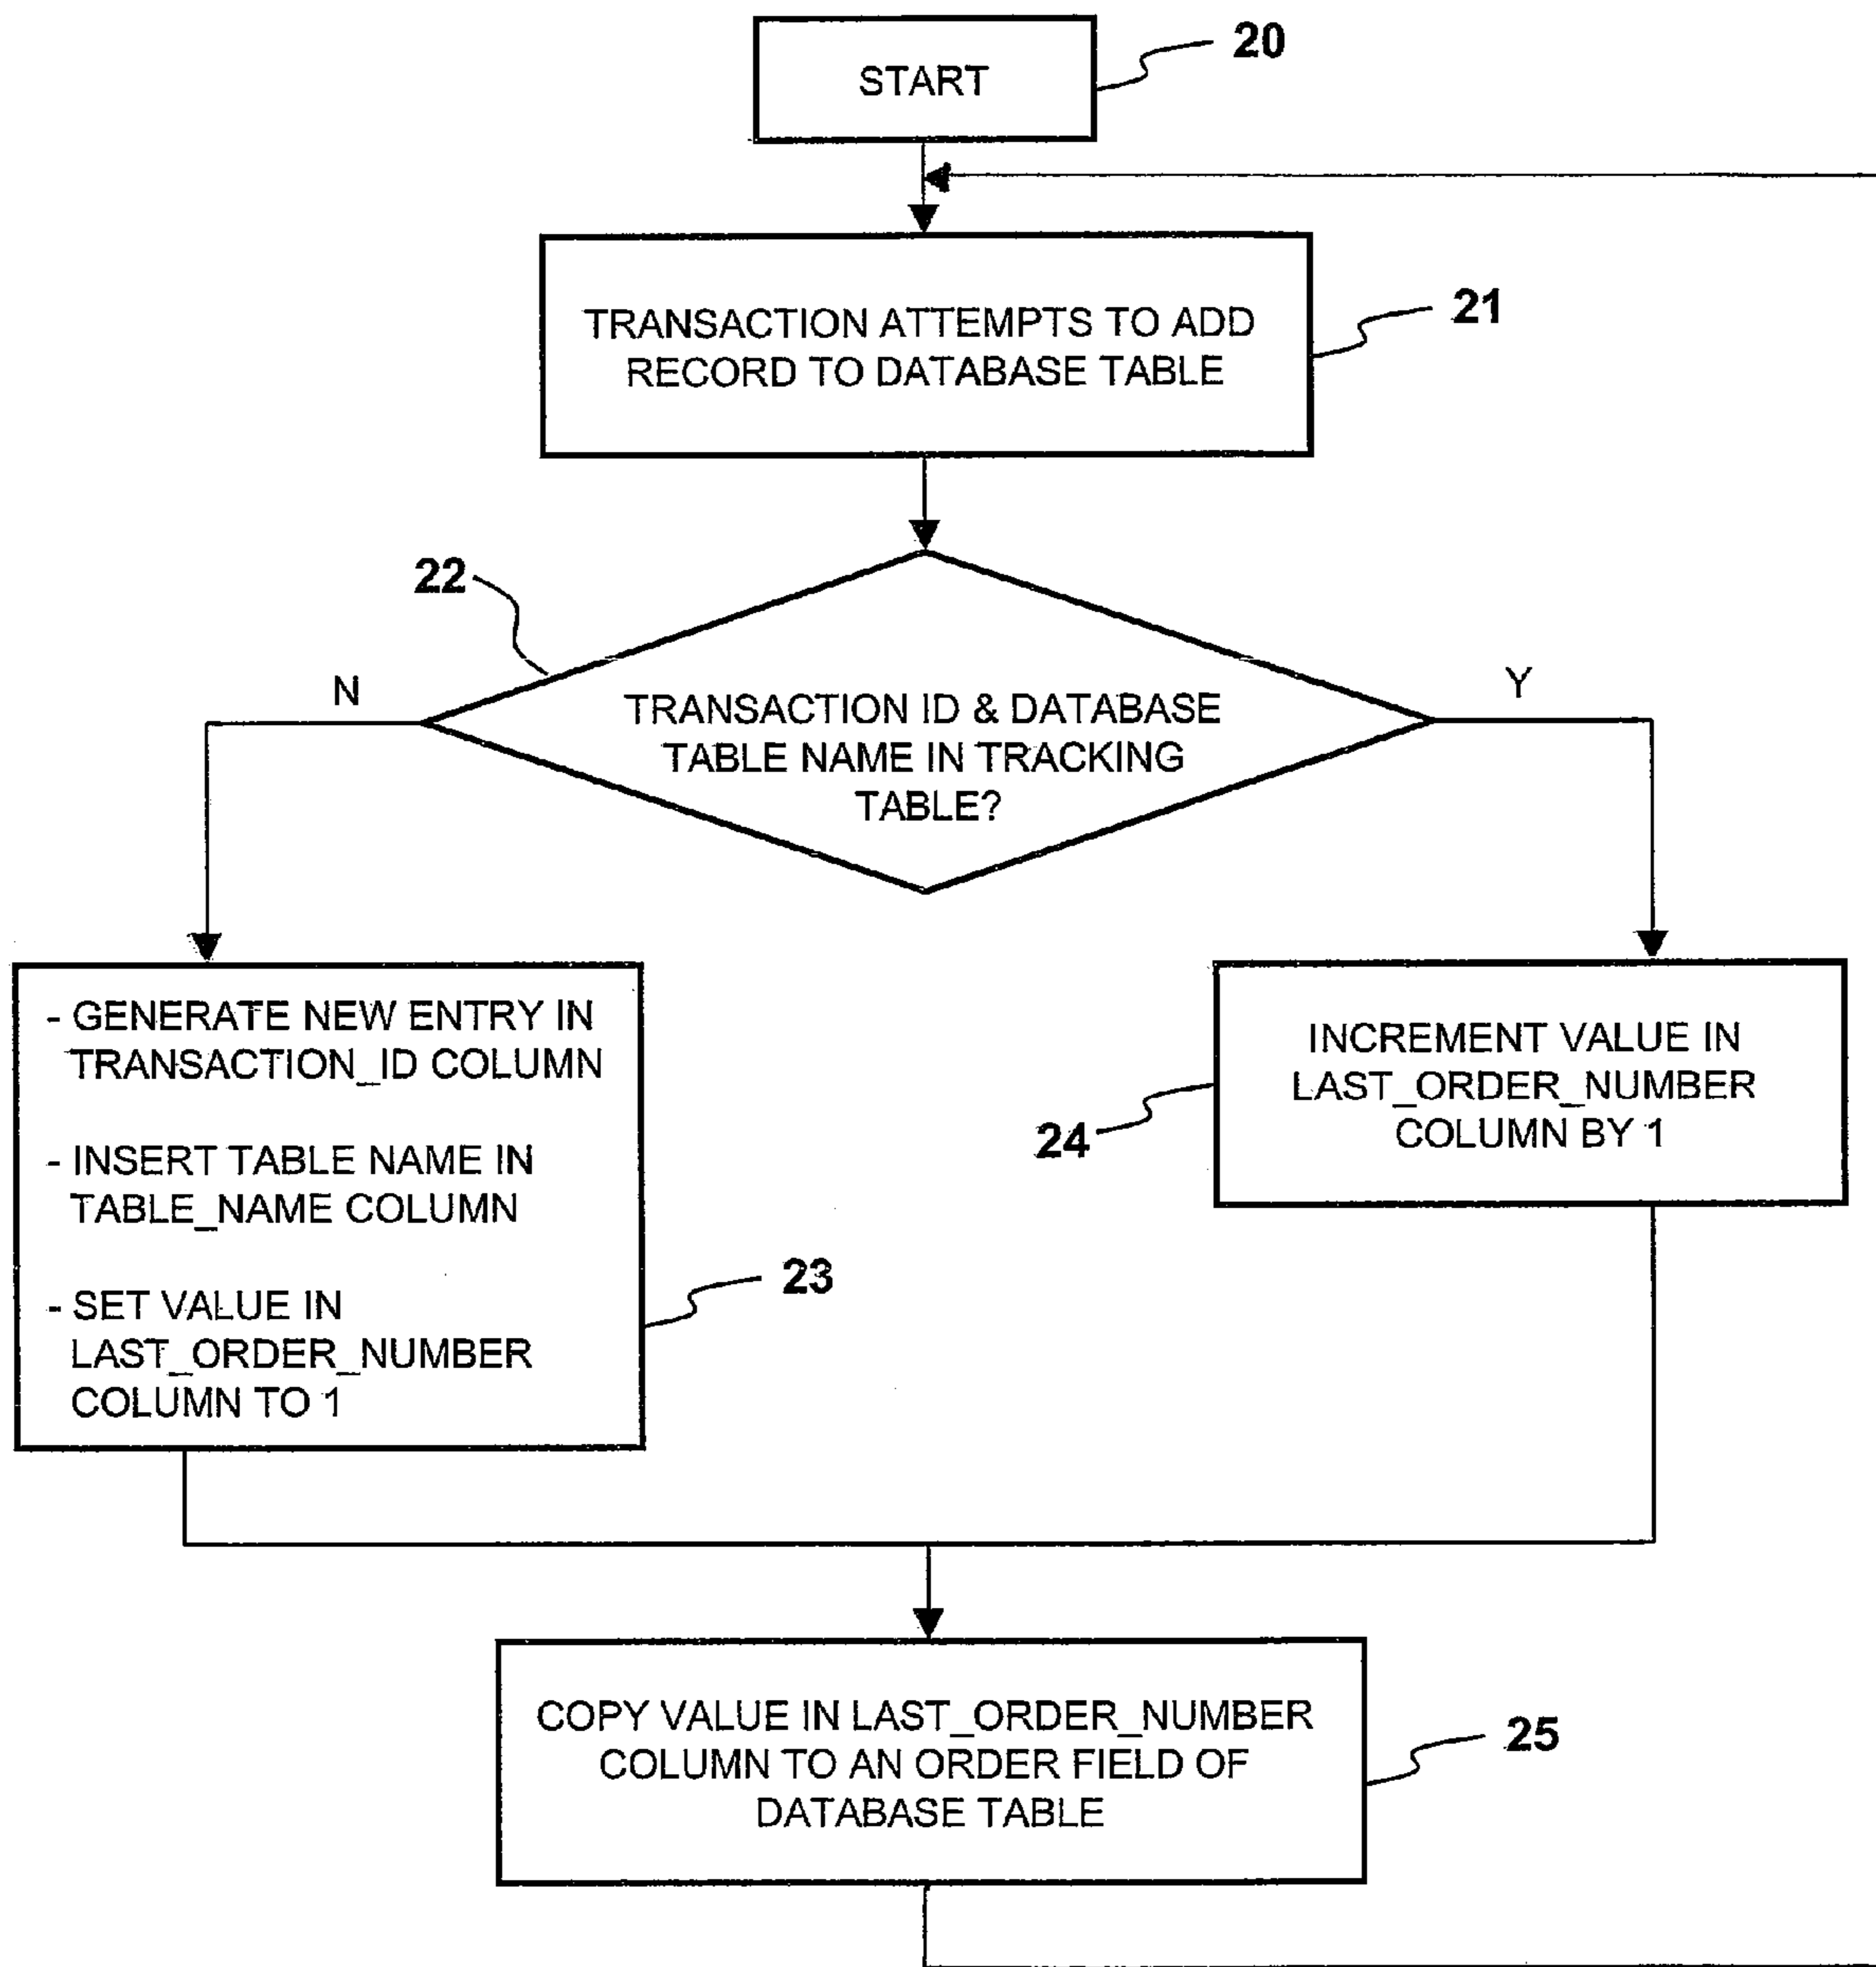 START
20
TRANSACTION ATTEMPTS TO ADD
RECORD TO DATABASE TABLE
21
22
N
Y
TRANSACTION ID & DATABASE
TABLE NAME IN TRACKING
TABLE?
- GENERATE NEW ENTRY IN
TRANSACTION_ID COLUMN
- INSERT TABLE NAME IN
TABLE_NAME COLUMN
- SET VALUE IN
LAST_ORDER_NUMBER
COLUMN TO 1
23
INCREMENT VALUE IN
LAST_ORDER_NUMBER
COLUMN BY 1
24
COPY VALUE IN LAST_ORDER_NUMBER
COLUMN TO AN ORDER FIELD OF
DATABASE TABLE
25